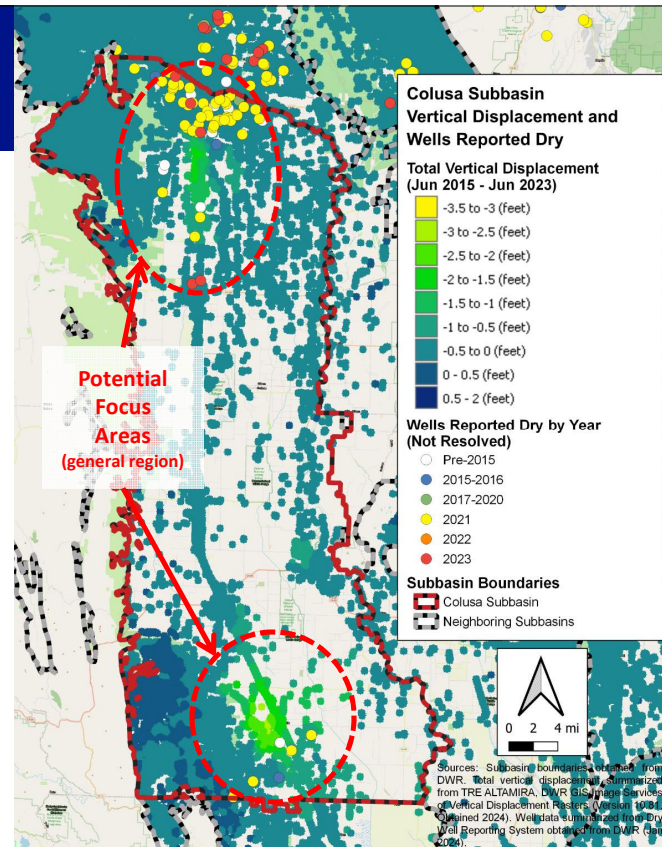 Colusa Subbasin
Vertical Displacement and
Wells Reported Dry
Total Vertical Displacement
(Jun 2015 - Jun 2023)
-3.5 to -3 (feet)
-3 to -2.5 (feet)
-2.5 to -2 (feet)
-2 to -1.5 (feet)
-1.5 to -1 (feet)
-1 to -0.5 (feet)
-0.5 to 0 (feet)
0 - 0.5 (feet)
0.5 - 2 (feet)
Wells Reported Dry by Year
(Not Resolved)
Pre-2015
2015-2016
2017-2020
2021
2022
2023
Subbasin Boundaries
Colusa Subbasin
Neighboring Subbasins
Potential
Focus
Areas
(general region)
0 2 4 mi
Sources: Subbasin boundaries obtained from
DWR. Total vertical displacement summarized
from TRE ALTAMIRA, DWR GIS Image Services
of Vertical Displacement Rasters (Version 10.81,
Obtained 2024). Well data summarized from Dry
Well Reporting System obtained from DWR (Jan
2024).